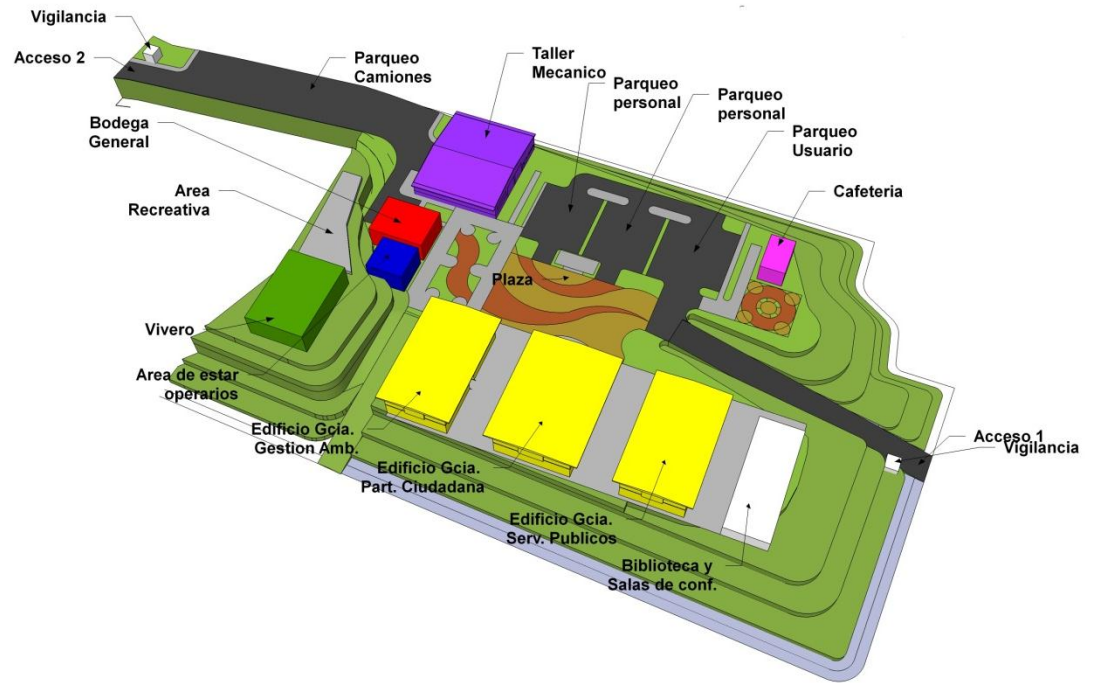 Vigilancia
Acceso 2
Parqueo
Camiones
Taller
Mecanico
Parqueo
personal
Parqueo
personal
Parqueo
Usuario
Cafeteria
Bodega
General
Area
Recreativa
Plaza
Vivero
Area de estar
operarios
Edificio Gcia.
Gestion Amb.
Edificio Gcia.
Part. Ciudadana
Edificio Gcia.
Serv. Publicos
Biblioteca y
Salas de conf.
Acceso 1
Vigilancia